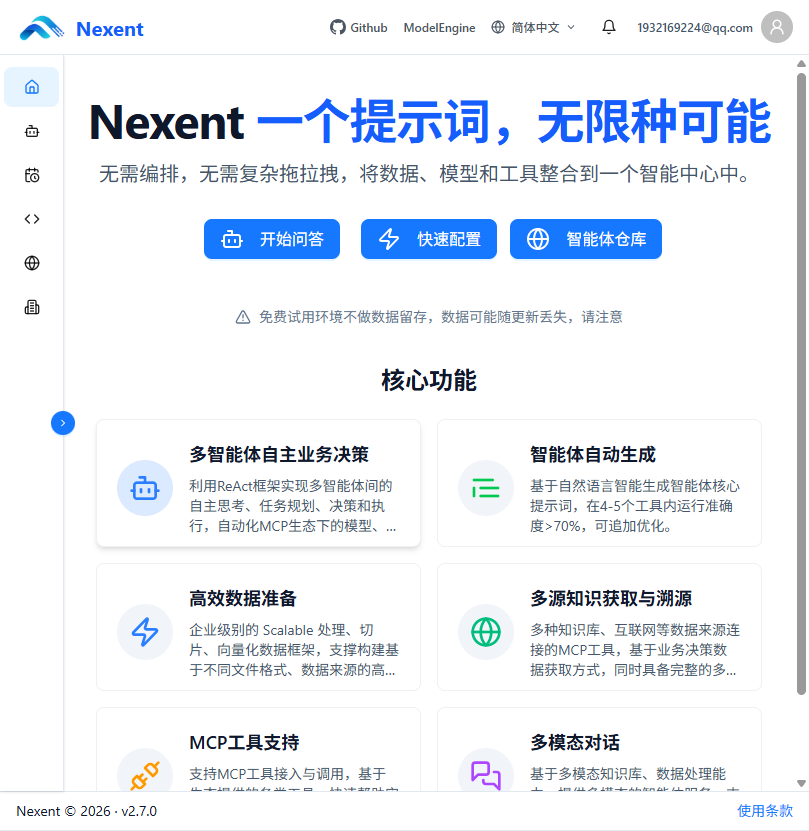 Nexent
Github
ModelEngine
简体中文
1932169224@qq.com
Nexent 一个提示词，无限种可能
无需编排，无需复杂拖拉拽，将数据、模型和工具整合到一个智能中心中。
开始问答
快速配置
智能体仓库
免费试用环境不做数据留存，数据可能随更新丢失，请注意
核心功能
多智能体自主业务决策
利用ReAct框架实现多智能体间的
自主思考、任务规划、决策和执
行，自动化MCP生态下的模型、...
智能体自动生成
基于自然语言智能生成智能体核心
提示词，在4-5个工具内运行准确
度>70%，可追加优化。
高效数据准备
企业级别的 Scalable 处理、切
片、向量化数据框架，支撑构建基
于不同文件格式、数据来源的高...
多源知识获取与溯源
多种知识库、互联网等数据来源连
接的MCP工具，基于业务决策数
据获取方式，同时具备完整的多...
MCP工具支持
支持MCP工具接入与调用，基于
多模态对话
基于多模态知识库、数据处理能
Nexent © 2026 · v2.7.0
使用条款